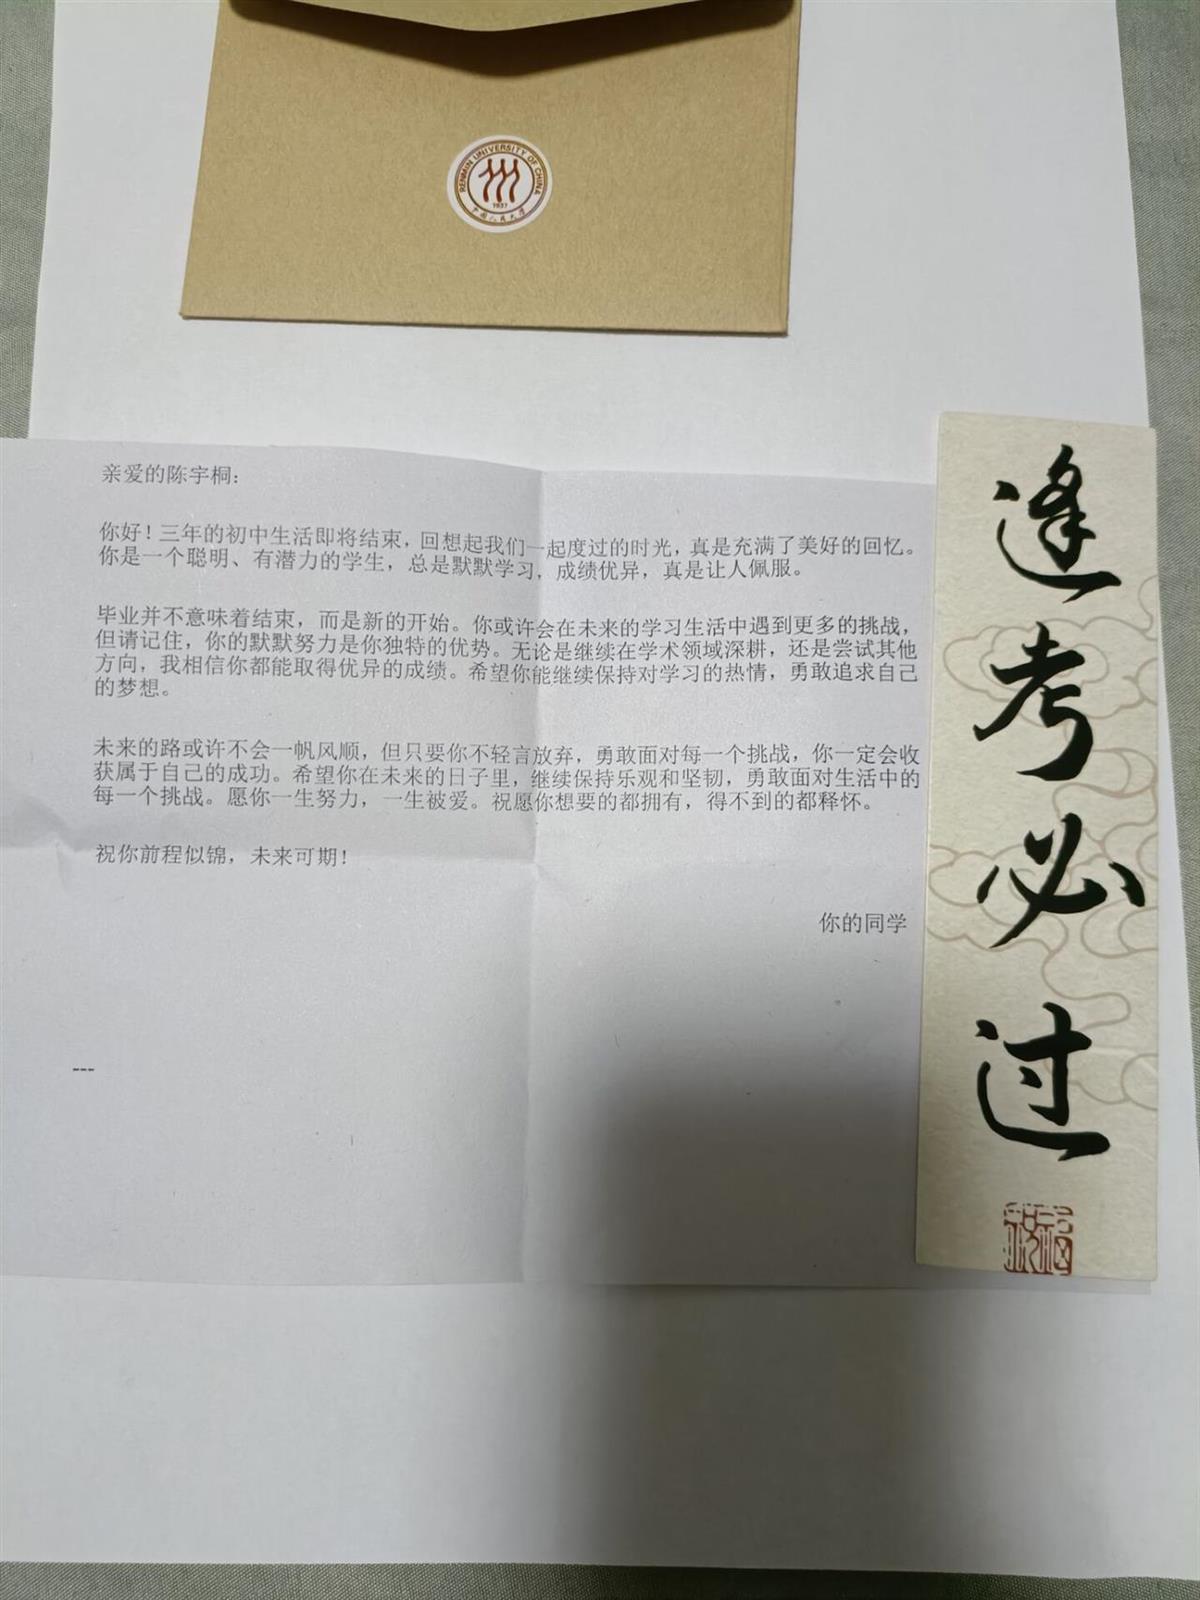 RENMIN UNIVERSITY OF CHINA
1937
中国人民大学
亲爱的陈宇桐：
你好！三年的初中生活即将结束，回想起我们一起度过的时光，真是充满了美好的回忆。
你是一个聪明、有潜力的学生，总是默默学习，成绩优异，真是让人佩服。
毕业并不意味着结束，而是新的开始。你或许会在未来的学习生活中遇到更多的挑战，
但请记住，你的默默努力是你独特的优势。无论是继续在学术领域深耕，还是尝试其他
方向，我相信你都能取得优异的成绩。希望你能继续保持对学习的热情，勇敢追求自己
的梦想。
未来的路或许不会一帆风顺，但只要你不轻言放弃，勇敢面对每一个挑战，你一定会收
获属于自己的成功。希望你在未来的日子里，继续保持乐观和坚韧，勇敢面对生活中的
每一个挑战。愿你一生努力，一生被爱。祝愿你想要的都拥有，得不到的都释怀。
祝你前程似锦，未来可期！
你的同学
---
逢考必过